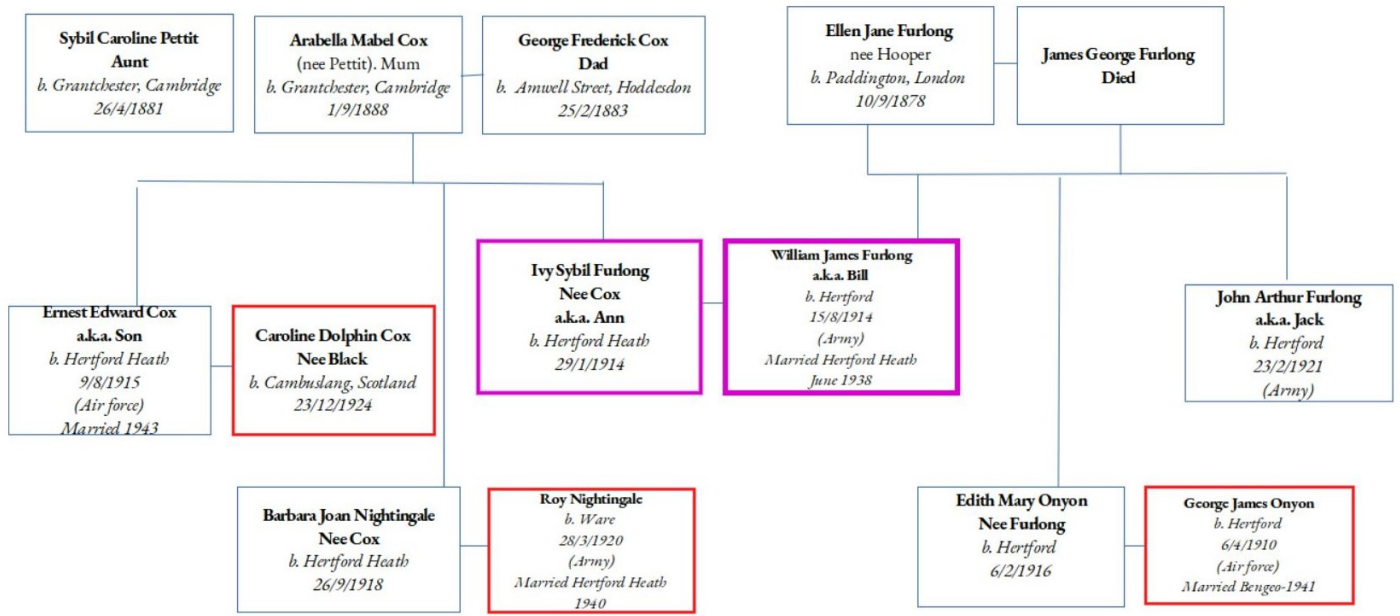 Sybil Caroline Pettit
Aunt
b. Grantchester, Cambridge
26/4/1881
Arabella Mabel Cox
(nee Pettit). Mum
b. Grantchester, Cambridge
1/9/1888
George Frederick Cox
Dad
b. Amwell Street, Hoddesdon
25/2/1883
Ellen Jane Furlong
nee Hooper
b. Paddington, London
10/9/1878
James George Furlong
Died
Ernest Edward Cox
a.k.a. Son
b. Hertford Heath
9/8/1915
(Air force)
Married 1943
Caroline Dolphin Cox
Nee Black
b. Cambuslang, Scotland
23/12/1924
Ivy Sybil Furlong
Nee Cox
a.k.a. Ann
b. Hertford Heath
29/1/1914
William James Furlong
a.k.a. Bill
b. Hertford
15/8/1914
(Army)
Married Hertford Heath
June 1938
John Arthur Furlong
a.k.a. Jack
b. Hertford
23/2/1921
(Army)
Barbara Joan Nightingale
Nee Cox
b. Hertford Heath
26/9/1918
Roy Nightingale
b. Ware
28/3/1920
(Army)
Married Hertford Heath
1940
Edith Mary Onyon
Nee Furlong
b. Hertford
6/2/1916
George James Onyon
b. Hertford
6/4/1910
(Air force)
Married Bengeo-1941